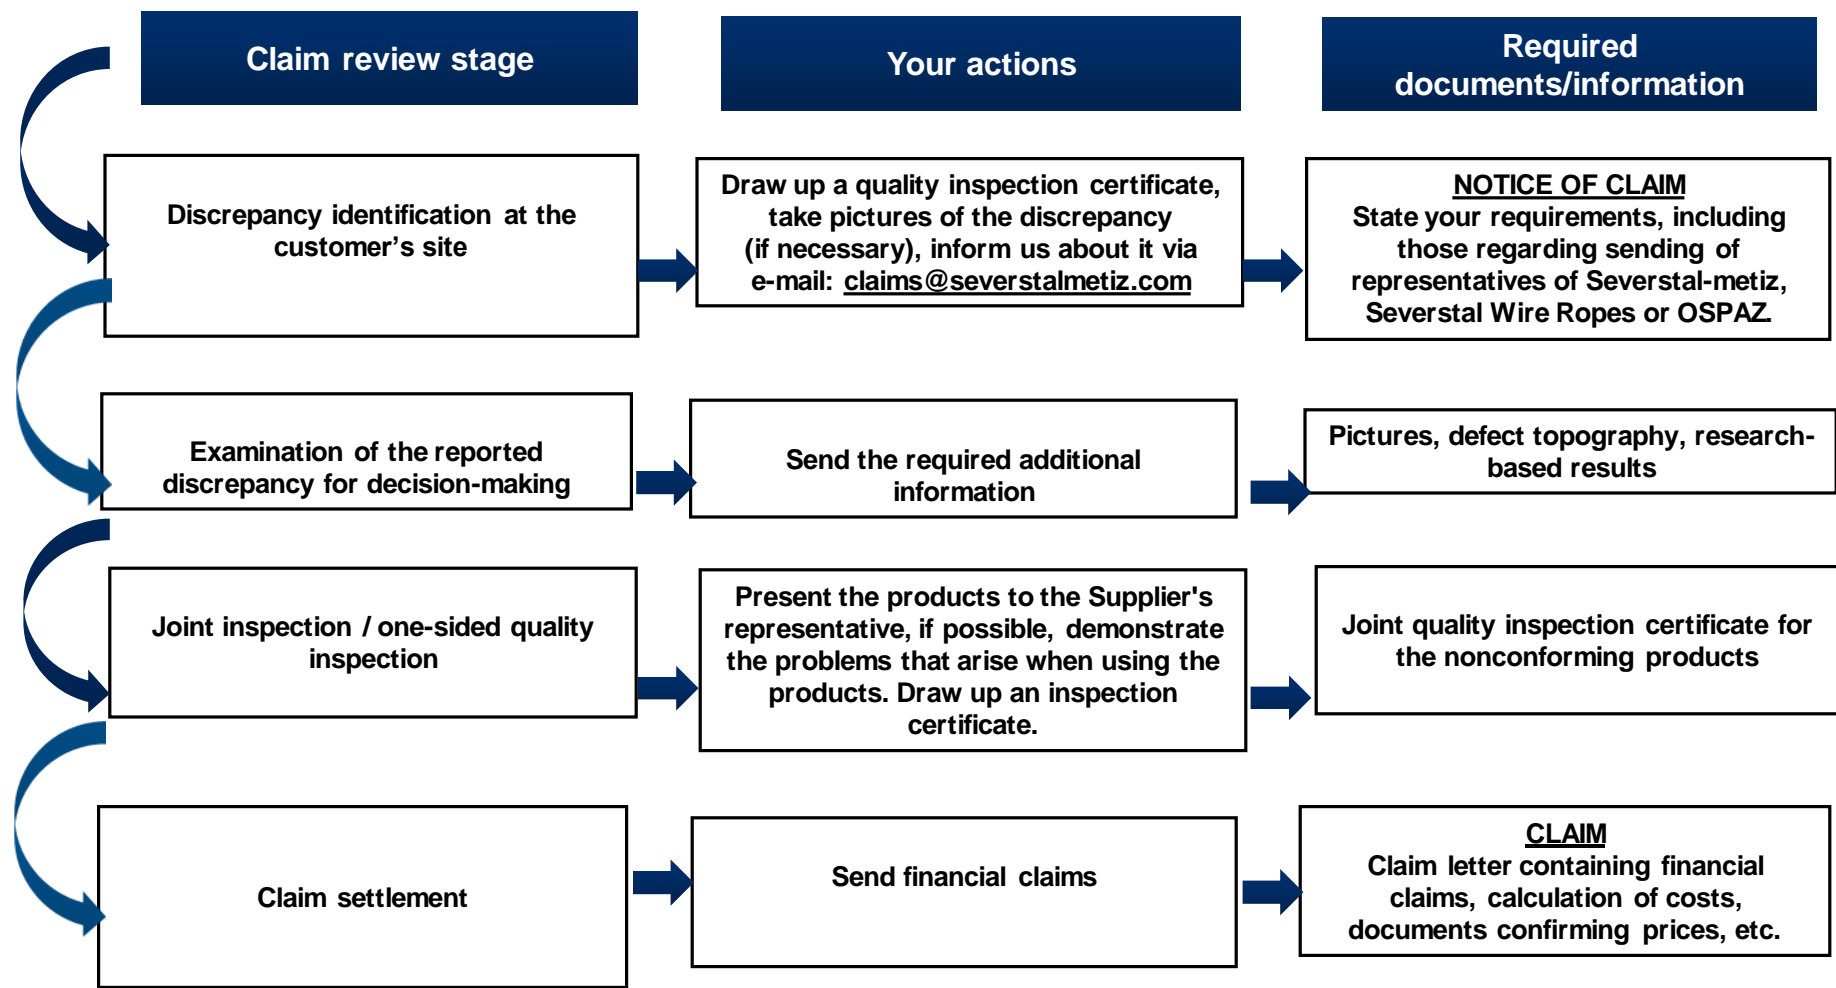 Claim review stage
Your actions
Required
documents/information
Discrepancy identification at the
customer’s site
Draw up a quality inspection certificate,
take pictures of the discrepancy
(if necessary), inform us about it via
e-mail: claims@severstalmetiz.com
NOTICE OF CLAIM
State your requirements, including
those regarding sending of
representatives of Severstal-metiz,
Severstal Wire Ropes or OSPAZ.
Examination of the reported
discrepancy for decision-making
Send the required additional
information
Pictures, defect topography, research-
based results
Joint inspection / one-sided quality
inspection
Present the products to the Supplier's
representative, if possible, demonstrate
the problems that arise when using the
products. Draw up an inspection
certificate.
Joint quality inspection certificate for
the nonconforming products
Claim settlement
Send financial claims
CLAIM
Claim letter containing financial
claims, calculation of costs,
documents confirming prices, etc.